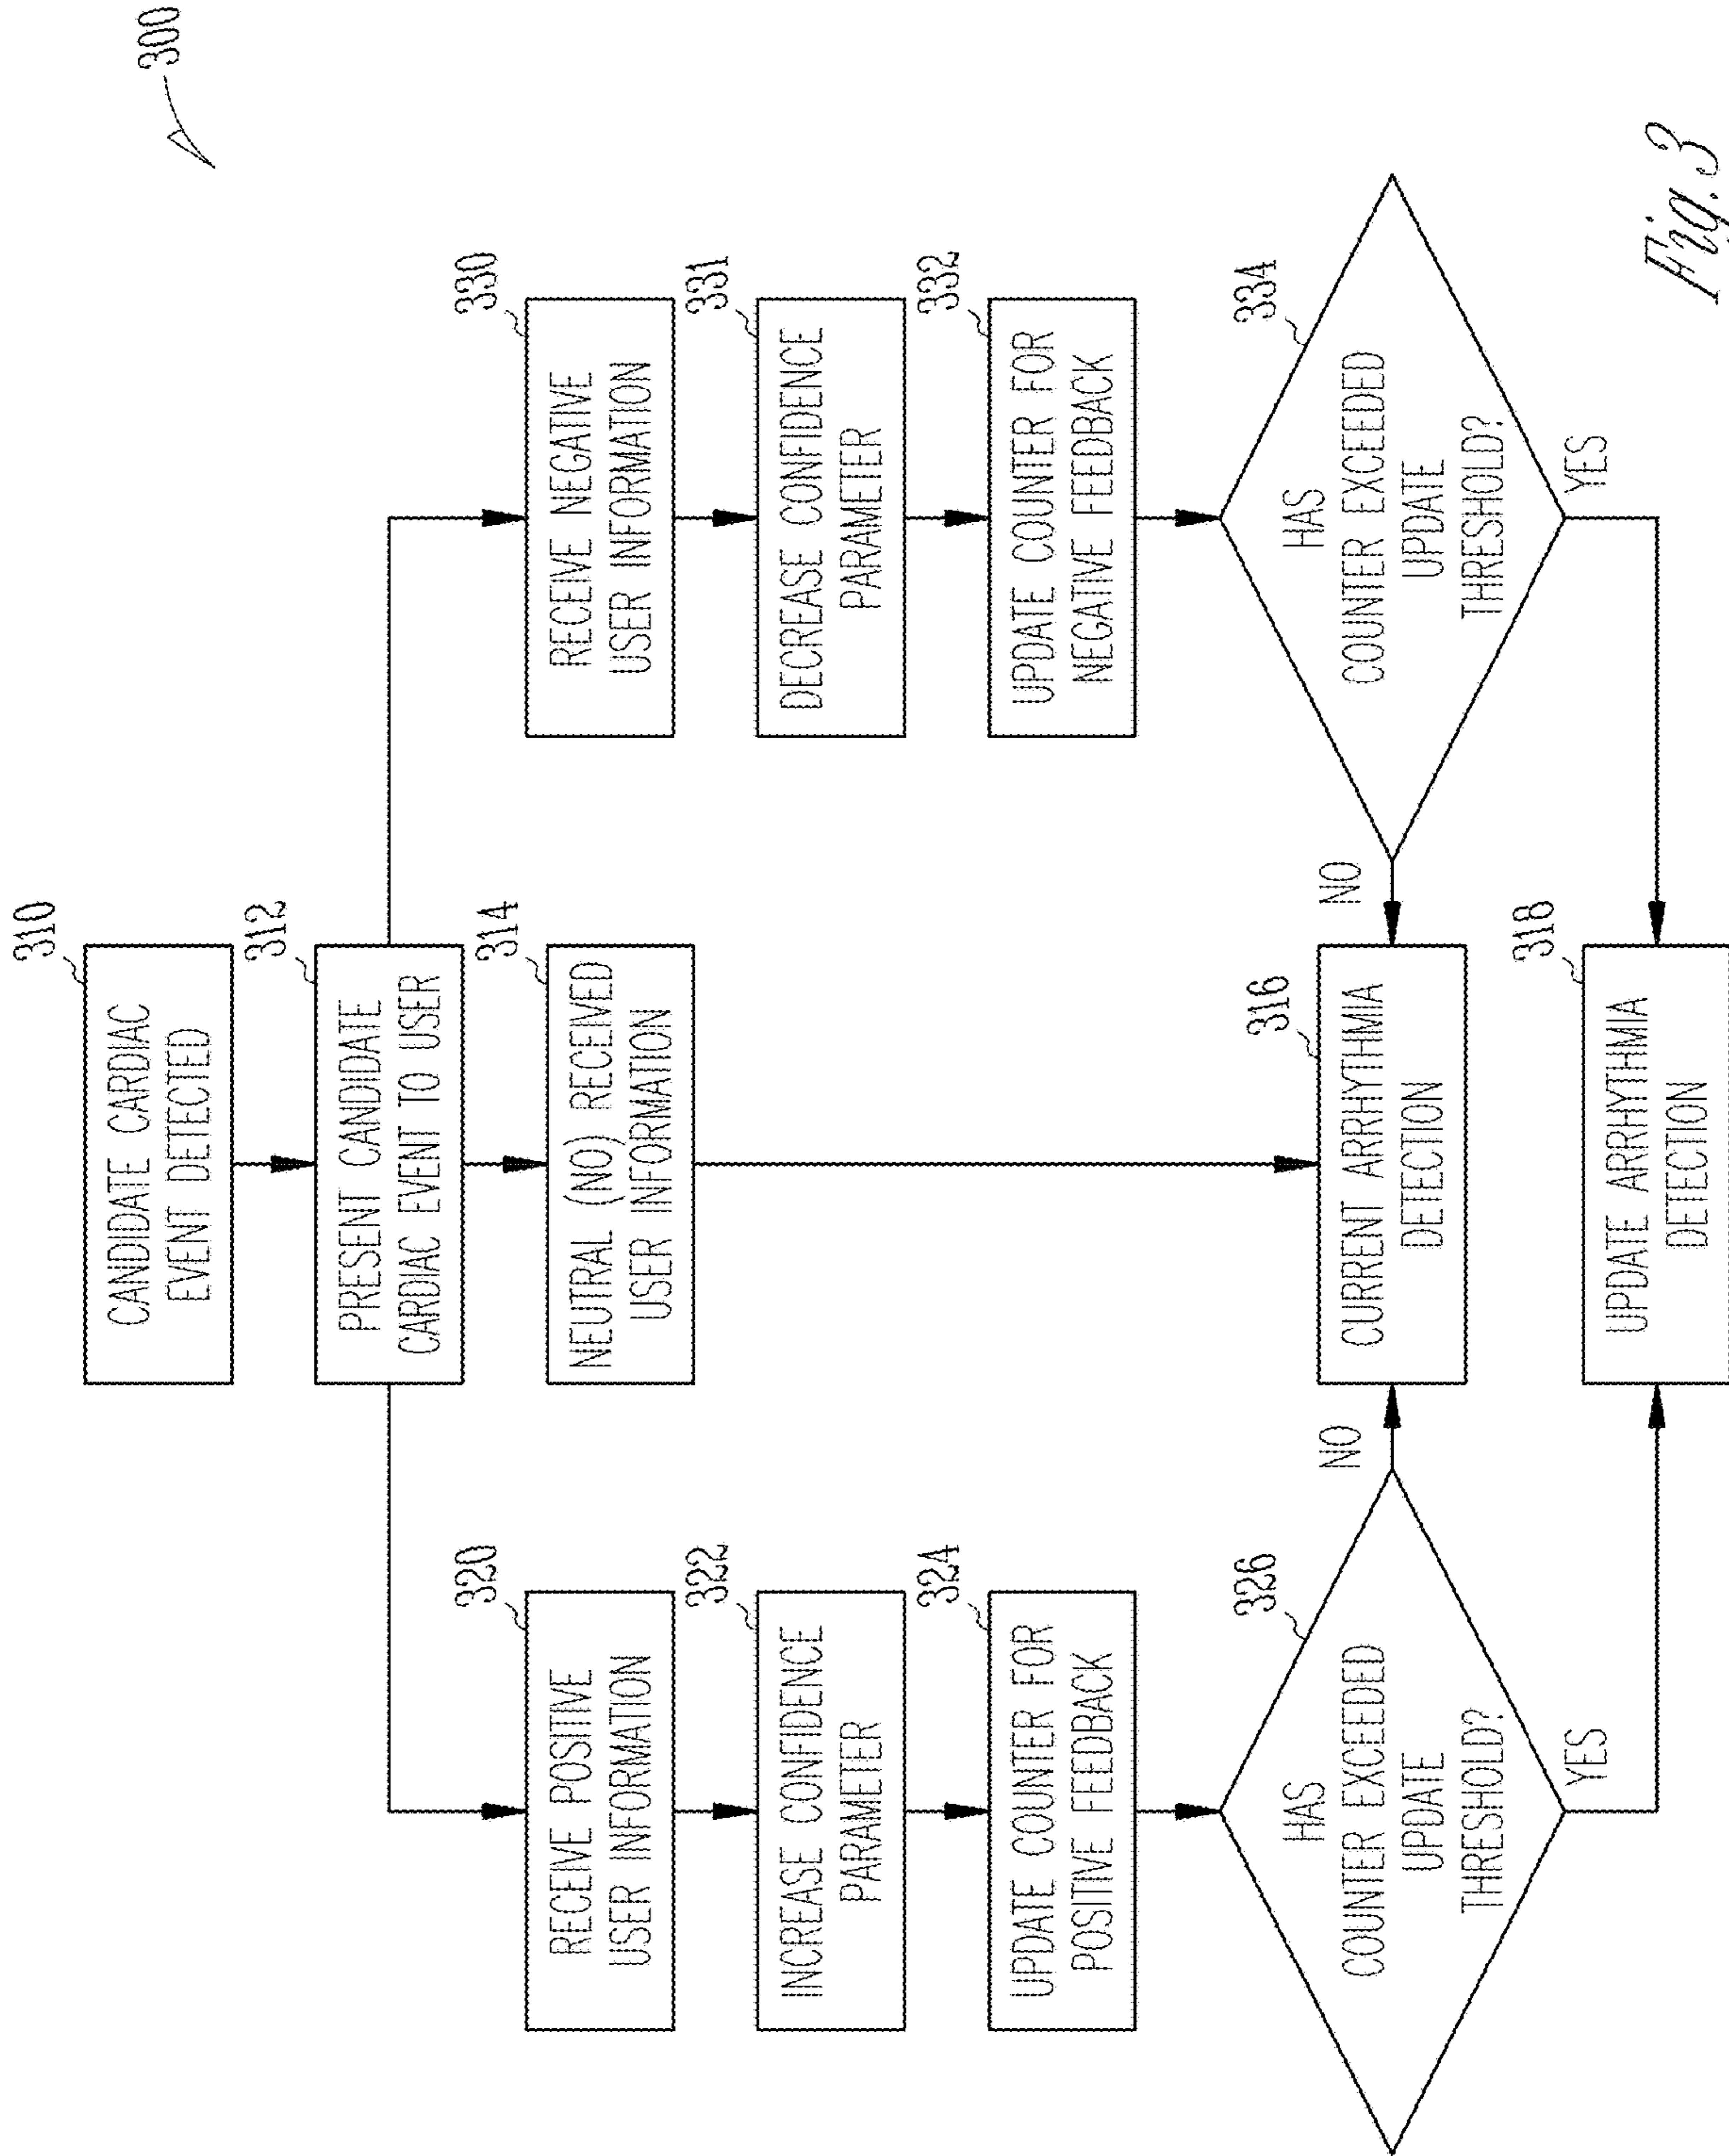 300
310
CANDIDATE CARDIAC
EVENT DETECTED
312
PRESENT CANDIDATE
CARDIAC EVENT TO USER
314
NEUTRAL (NO) RECEIVED
USER INFORMATION
320
RECEIVE POSITIVE
USER INFORMATION
322
INCREASE CONFIDENCE
PARAMETER
324
UPDATE COUNTER FOR
POSITIVE FEEDBACK
326
HAS
COUNTER EXCEEDED
UPDATE
THRESHOLD?
NO
YES
330
RECEIVE NEGATIVE
USER INFORMATION
331
DECREASE CONFIDENCE
PARAMETER
332
UPDATE COUNTER FOR
NEGATIVE FEEDBACK
334
HAS
COUNTER EXCEEDED
UPDATE
THRESHOLD?
NO
YES
316
CURRENT ARRHYTHMIA
DETECTION
318
UPDATE ARRHYTHMIA
DETECTION
Fig. 3